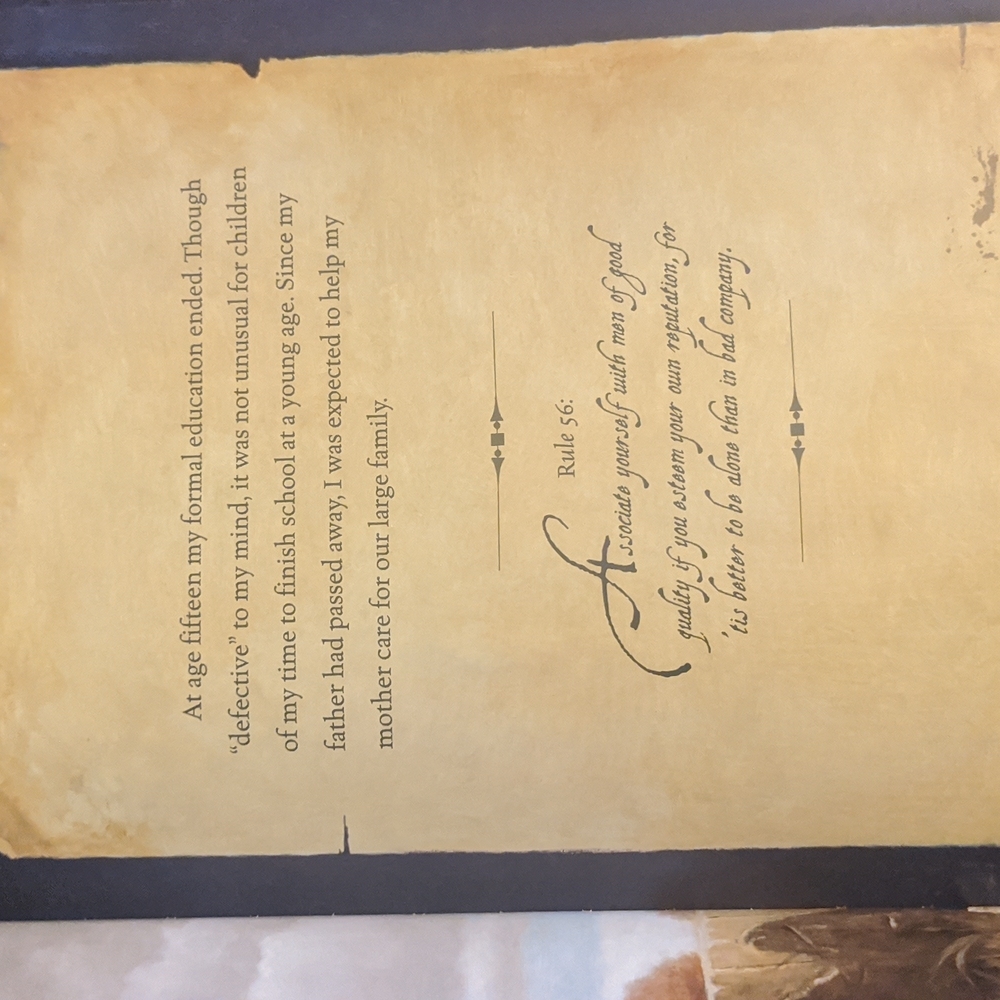 At age fifteen my formal education ended. Though
“defective” to my mind, it was not unusual for children
of my time to finish school at a young age. Since my
father had passed away, I was expected to help my
mother care for our large family.
Rule 56:
Associate yourself with men of good
quality if you esteem your own reputation, for
'tis better to be alone than in bad company.